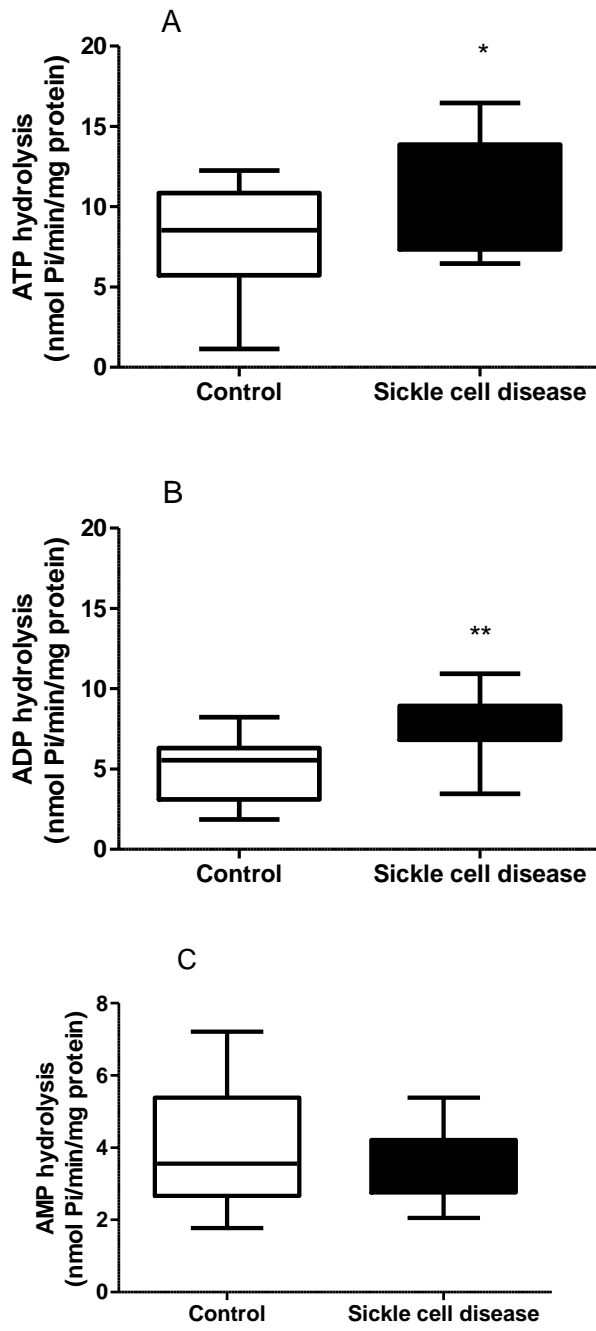 A
*
20
15
10
5
0
ATP hydrolysis
(nmol Pi/min/mg protein)
Control Sickle cell disease
B
**
20
15
10
5
0
ADP hydrolysis
(nmol Pi/min/mg protein)
Control Sickle cell disease
C
8
6
4
2
0
AMP hydrolysis
(nmol Pi/min/mg protein)
Control Sickle cell disease